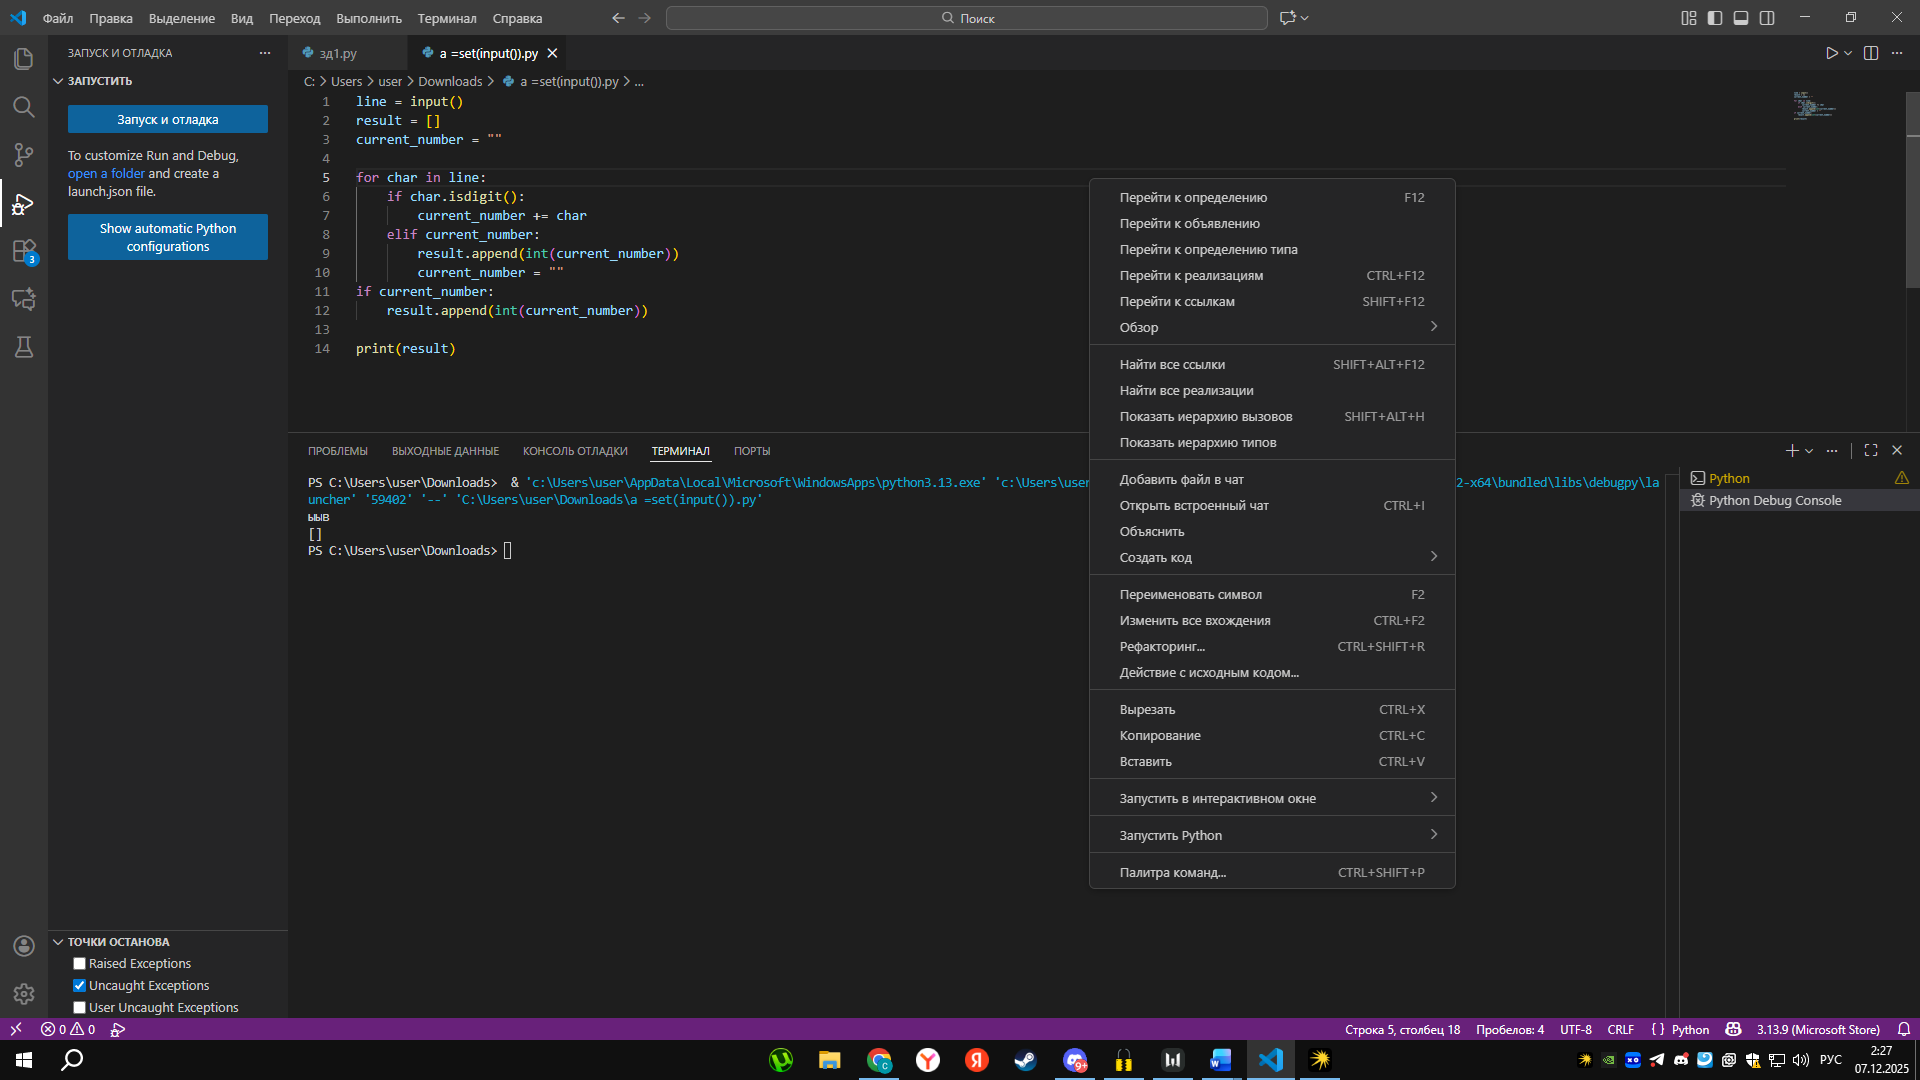 Файл Правка Выделение Вид Переход Выполнить Терминал Справка
Поиск
ЗАПУСК И ОТЛАДКА
ЗАПУСТИТЬ
Запуск и отладка
To customize Run and Debug,
open a folder and create a
launch.json file.
Show automatic Python
configurations
3
зд1.py
a =set(input()).py
C: > Users > user > Downloads > a =set(input()).py > ...
1 line = input()
2 result = []
3 current_number = ""
4
5 for char in line:
6 if char.isdigit():
7 current_number += char
8 elif current_number:
9 result.append(int(current_number))
10 current_number = ""
11 if current_number:
12 result.append(int(current_number))
13
14 print(result)
Перейти к определению F12
Перейти к объявлению
Перейти к определению типа
Перейти к реализациям CTRL+F12
Перейти к ссылкам SHIFT+F12
Обзор
Найти все ссылки SHIFT+ALT+F12
Найти все реализации
Показать иерархию вызовов SHIFT+ALT+H
Показать иерархию типов
Добавить файл в чат
Открыть встроенный чат CTRL+I
Объяснить
Создать код
Переименовать символ F2
Изменить все вхождения CTRL+F2
Рефакторинг... CTRL+SHIFT+R
Действие с исходным кодом...
Вырезать CTRL+X
Копирование CTRL+C
Вставить CTRL+V
Запустить в интерактивном окне
Запустить Python
Палитра команд... CTRL+SHIFT+P
ПРОБЛЕМЫ ВЫХОДНЫЕ ДАННЫЕ КОНСОЛЬ ОТЛАДКИ ТЕРМИНАЛ ПОРТЫ
PS C:\Users\user\Downloads> & 'c:\Users\user\AppData\Local\Microsoft\WindowsApps\python3.13.exe' 'c:\Users\user 2-x64\bundled\libs\debugpy\la
uncher' '59402' '--' 'C:\Users\user\Downloads\a =set(input()).py'
ыыв
[]
PS C:\Users\user\Downloads>
Python
Python Debug Console
ТОЧКИ ОСТАНОВА
Raised Exceptions
Uncaught Exceptions
User Uncaught Exceptions
0 0
Строка 5, столбец 18 Пробелов: 4 UTF-8 CRLF { } Python 3.13.9 (Microsoft Store)
9+
РУС
2:27
07.12.2025